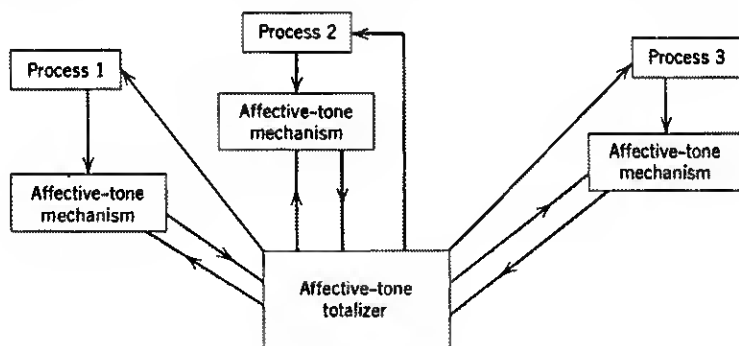 Process 1
Process 2
Process 3
Affective-tone
mechanism
Affective-tone
mechanism
Affective-tone
mechanism
Affective-tone
totalizer